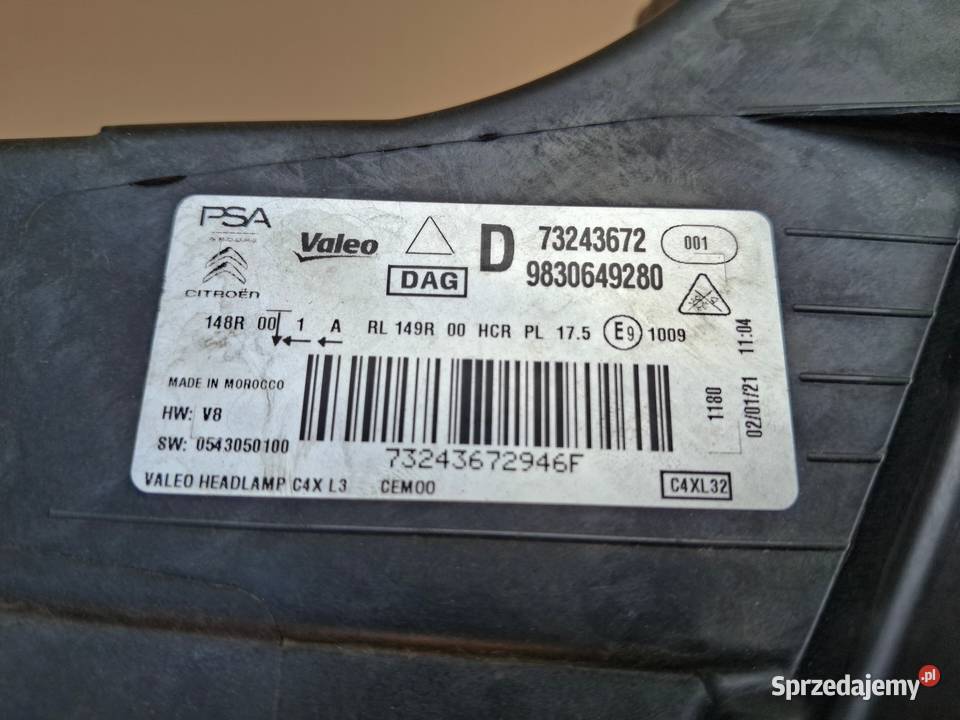 PSA
Valeo
D
73243672
001
DAG
9830649280
CITROËN
148R 00 1 A RL 149R 00 HCR PL 17.5 E9 1009
MADE IN MOROCCO
HW: V8
SW: 0543050100
73243672946F
1180
02/01/21 11:04
VALEO HEADLAMP C4X L3 CEM00
C4XL32
Sprzedajemy.pl